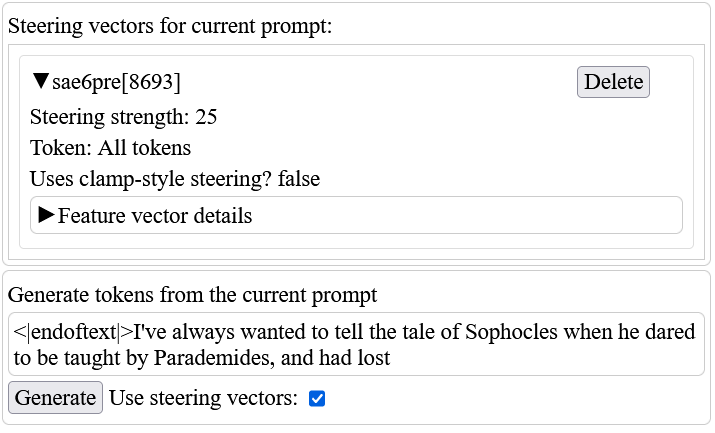 Steering vectors for current prompt:
▼sae6pre[8693]
Delete
Steering strength: 25
Token: All tokens
Uses clamp-style steering? false
▶Feature vector details
Generate tokens from the current prompt
<|endoftext|>I've always wanted to tell the tale of Sophocles when he dared
to be taught by Parademides, and had lost
Generate Use steering vectors: